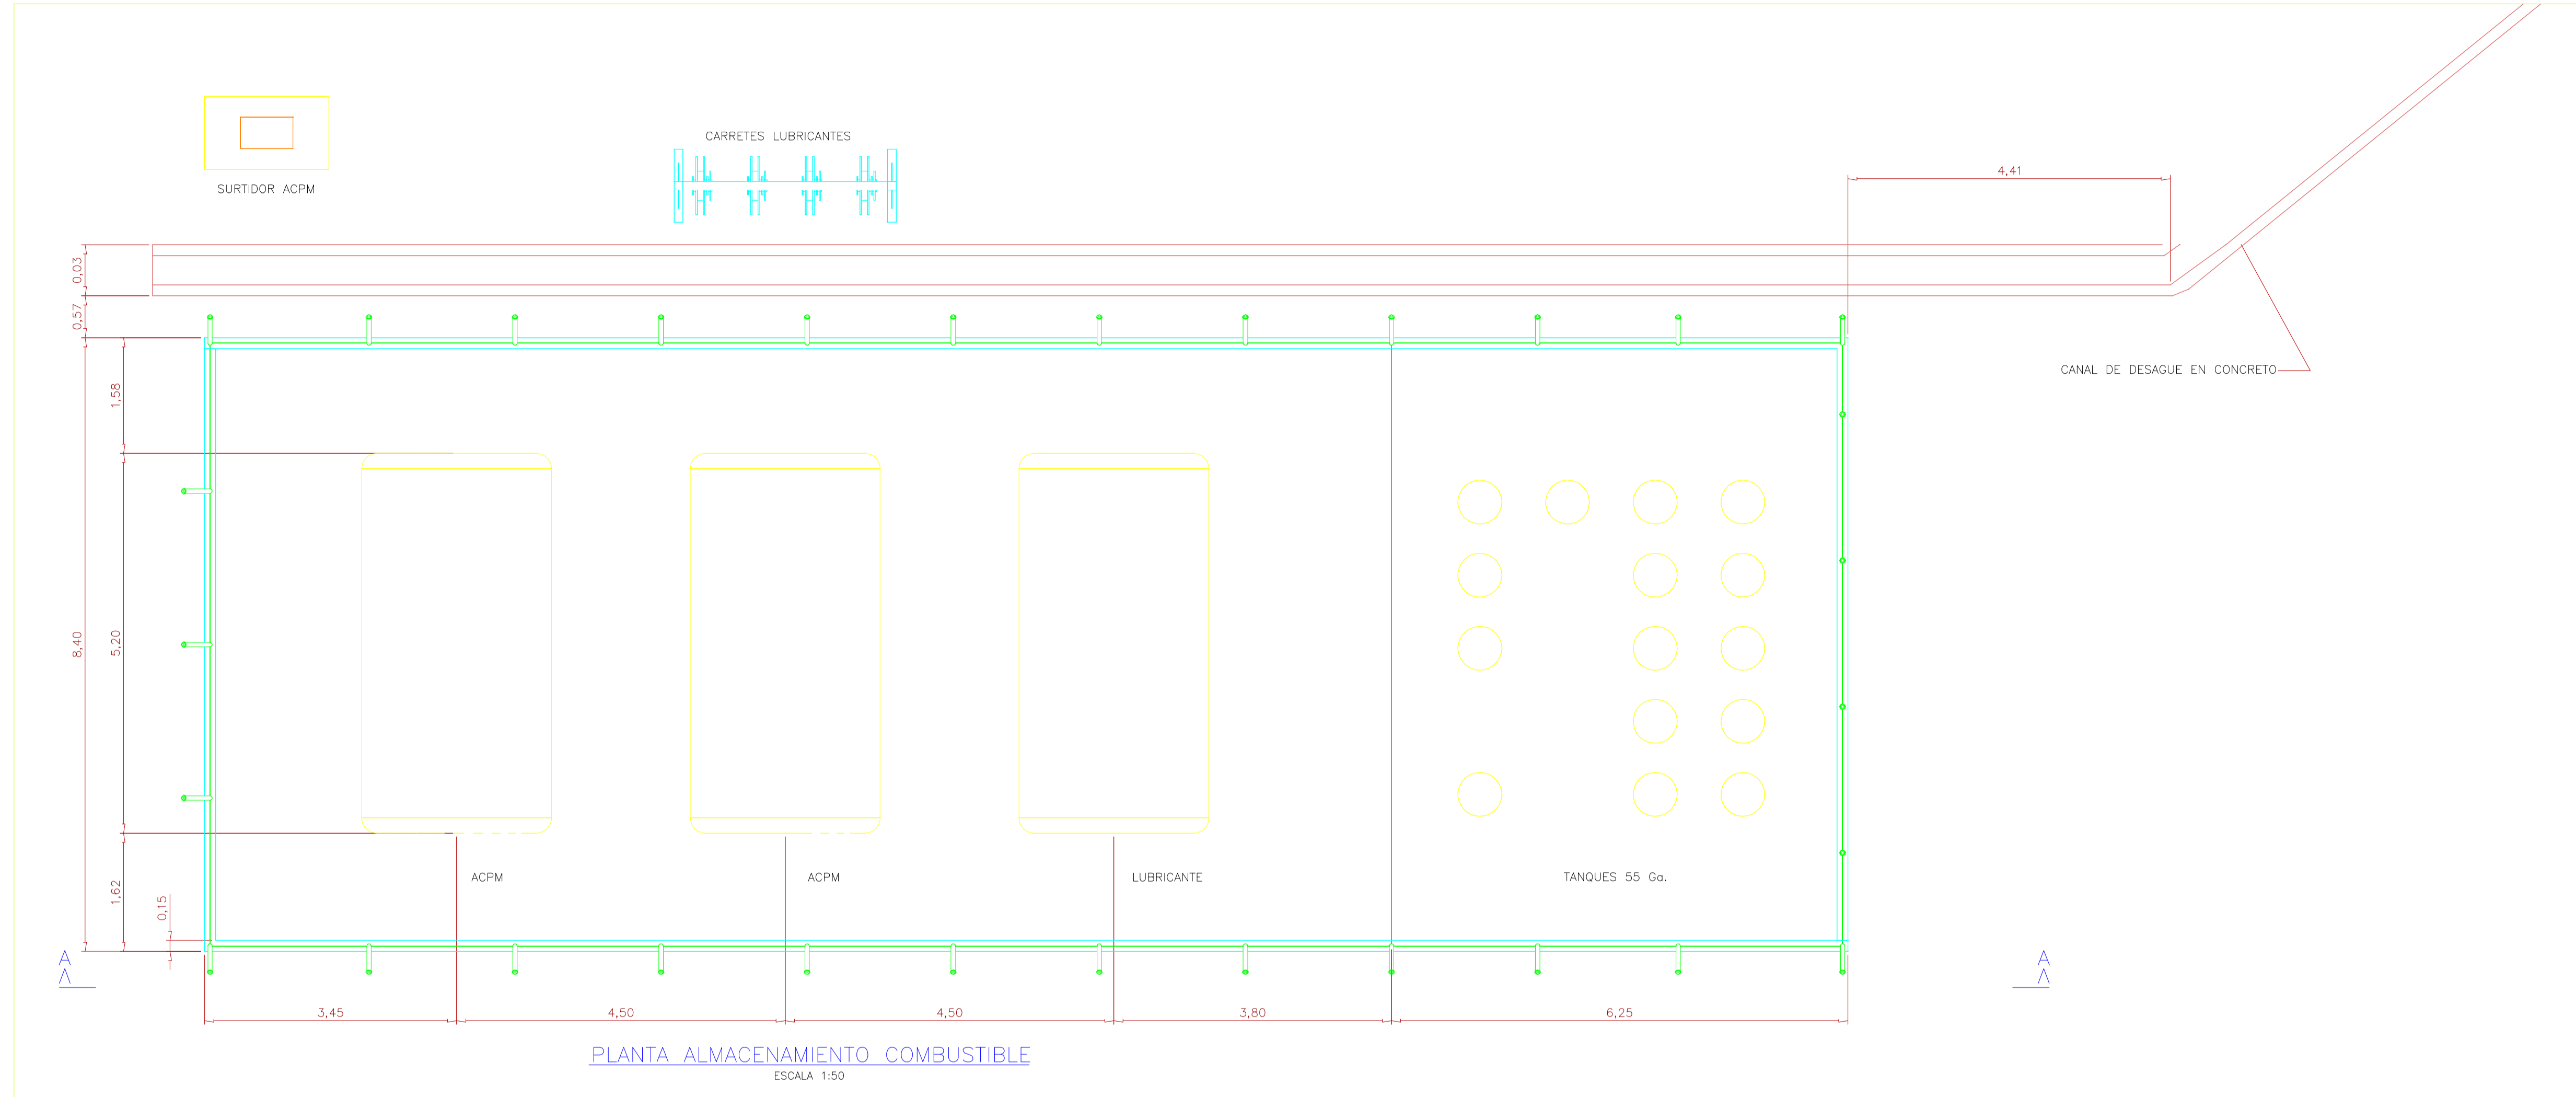 CARRETES LUBRICANTES
SURTIDOR ACPM
4,41
0,03
0,57
CANAL DE DESAGUE EN CONCRETO
1,58
8,40
5,20
1,62
0,15
ACPM
ACPM
LUBRICANTE
TANQUES 55 Ga.
A
A
3,45
4,50
4,50
3,80
6,25
PLANTA ALMACENAMIENTO COMBUSTIBLE
ESCALA 1:50